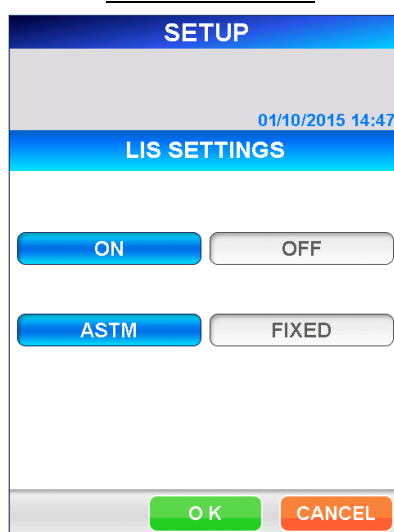 SETUP
01/10/2015 14:47
LIS SETTINGS
ON OFF
ASTM FIXED
OK CANCEL